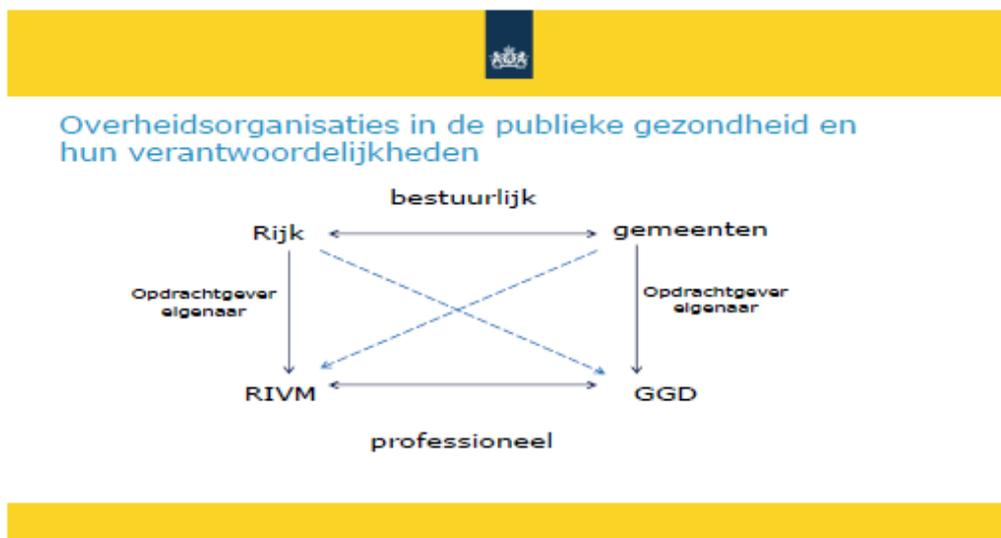 Overheidsorganisaties in de publieke gezondheid en
hun verantwoordelijkheden
bestuurlijk
Rijk
gemeenten
Opdrachtgever
eigenaar
Opdrachtgever
eigenaar
RIVM
GGD
professioneel